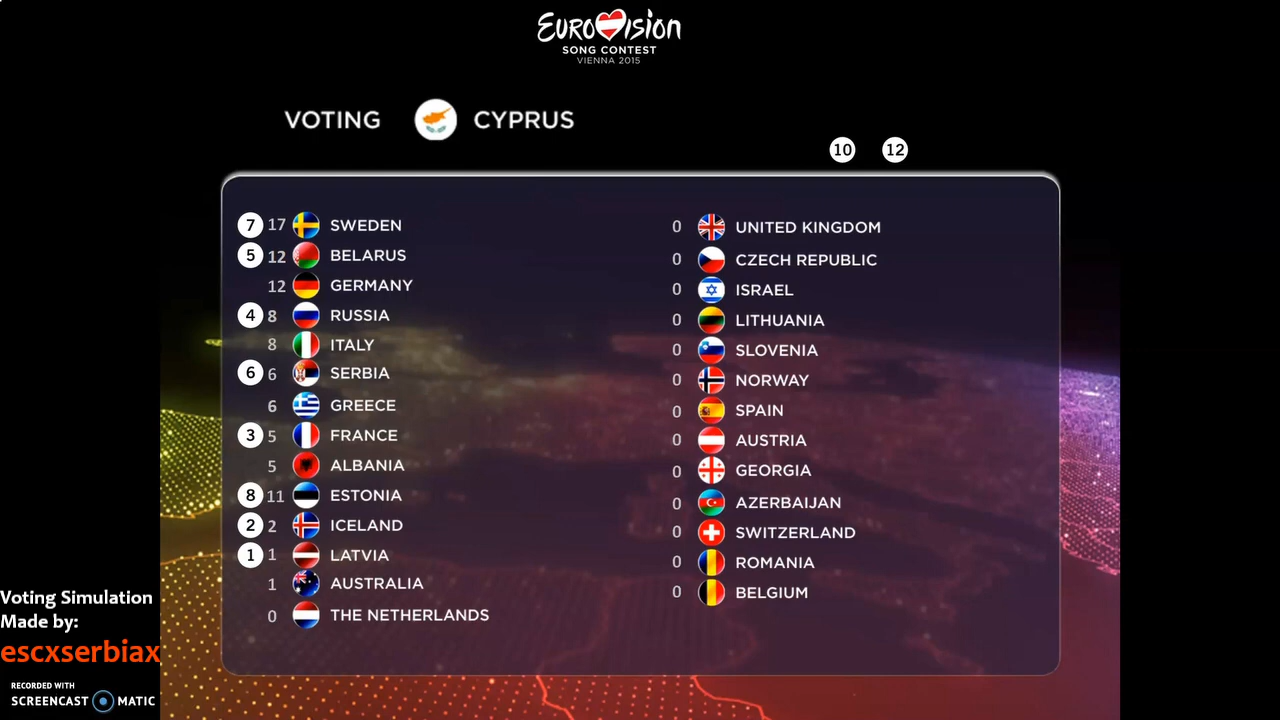 EUROVISION
SONG CONTEST
VIENNA 2015
VOTING CYPRUS
10 12
7 17 SWEDEN
5 12 BELARUS
12 GERMANY
4 8 RUSSIA
8 ITALY
6 6 SERBIA
6 GREECE
3 5 FRANCE
5 ALBANIA
8 11 ESTONIA
2 2 ICELAND
1 1 LATVIA
1 AUSTRALIA
0 THE NETHERLANDS
0 UNITED KINGDOM
0 CZECH REPUBLIC
0 ISRAEL
0 LITHUANIA
0 SLOVENIA
0 NORWAY
0 SPAIN
0 AUSTRIA
0 GEORGIA
0 AZERBAIJAN
0 SWITZERLAND
0 ROMANIA
0 BELGIUM
Voting Simulation
Made by:
escxserbiax
RECORDED WITH
SCREENCAST MATIC